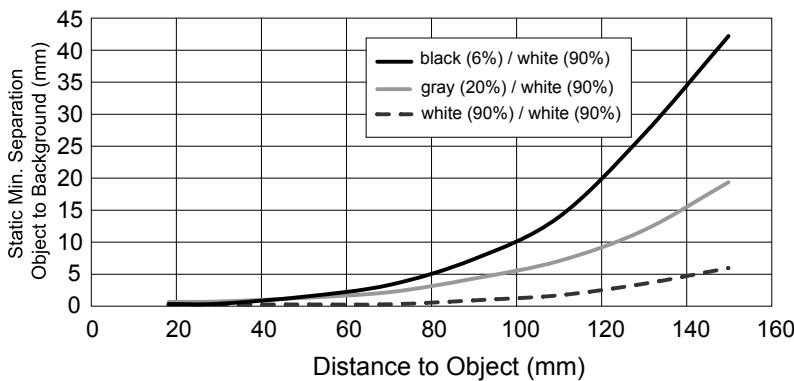 45
40
35
30
25
20
15
10
5
0
Static Min. Separation
Object to Background (mm)
black (6%) / white (90%)
gray (20%) / white (90%)
white (90%) / white (90%)
0 20 40 60 80 100 120 140 160
Distance to Object (mm)